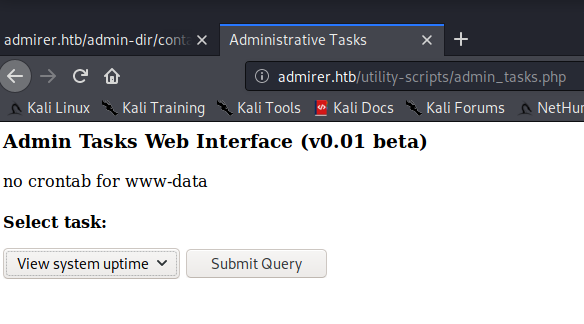 admirer.htb/admin-dir/conta
Administrative Tasks
admirer.htb/utility-scripts/admin_tasks.php
Kali Linux Kali Training Kali Tools Kali Docs Kali Forums NetHun
Admin Tasks Web Interface (v0.01 beta)
no crontab for www-data
Select task:
View system uptime Submit Query